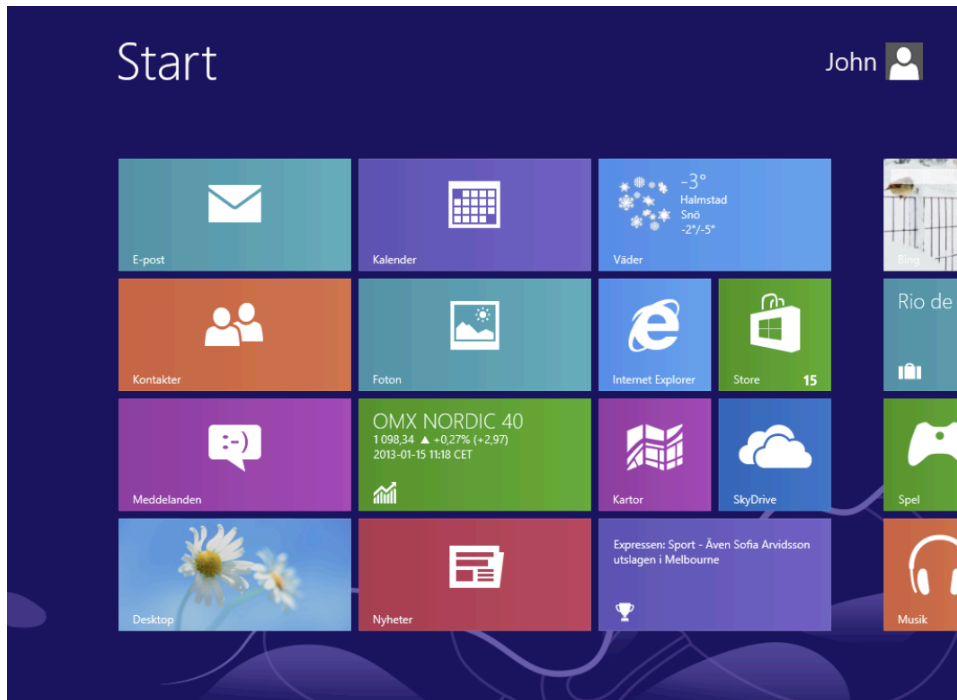 Start
John
E-post
Kalender
-3°
Halmstad
Snö
-2°/-5°
Väder
Bing
Kontakter
Foton
Internet Explorer
Store
15
Rio de
Meddelanden
OMX NORDIC 40
1 098,34 ▲ +0,27% (+2,97)
2013-01-15 11:18 CET
Kartor
SkyDrive
Spel
Desktop
Nyheter
Expressen: Sport - Även Sofia Arvidsson
utslagen i Melbourne
Musik